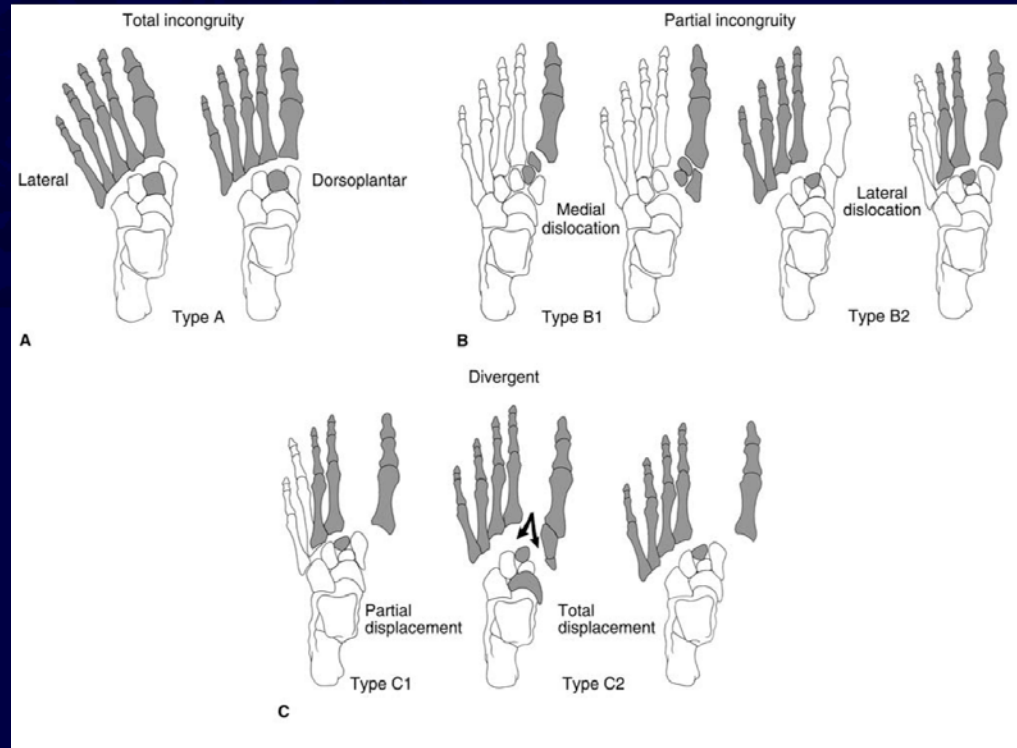 Total incongruity
Partial incongruity
Lateral
Dorsoplantar
Medial
dislocation
Lateral
dislocation
Type A
Type B1
Type B2
A
B
Divergent
Partial
displacement
Total
displacement
Type C1
Type C2
C